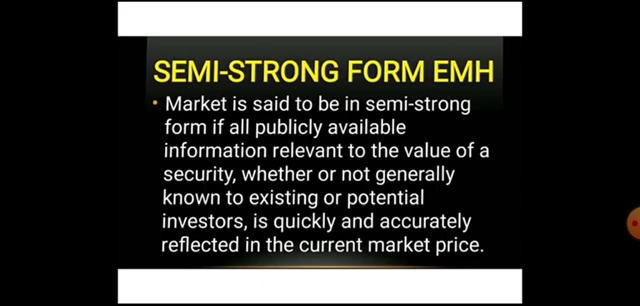 SEMI-STRONG FORM EMH
• Market is said to be in semi-strong
form if all publicly available
information relevant to the value of a
security, whether or not generally
known to existing or potential
investors, is quickly and accurately
reflected in the current market price.